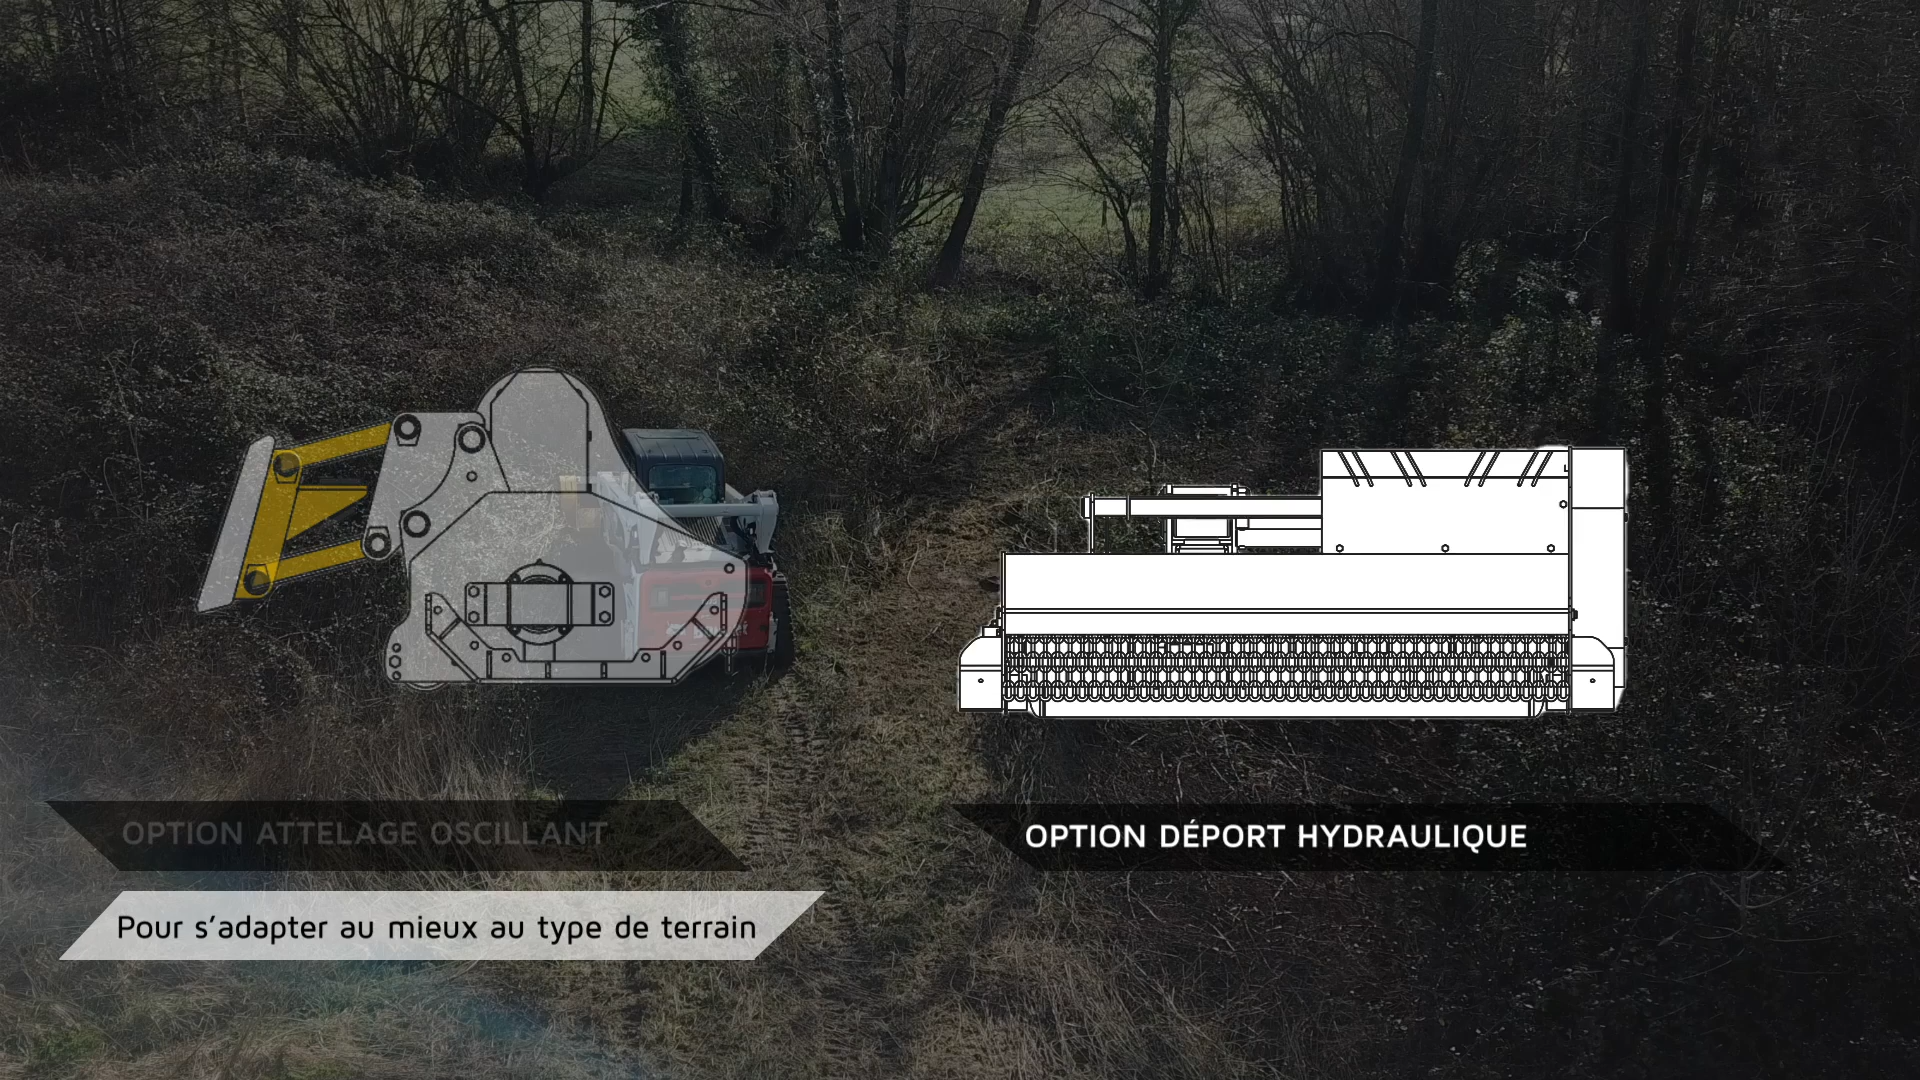 OPTION ATTELAGE OSCILLANT
Pour s’adapter au mieux au type de terrain
OPTION DÉPORT HYDRAULIQUE